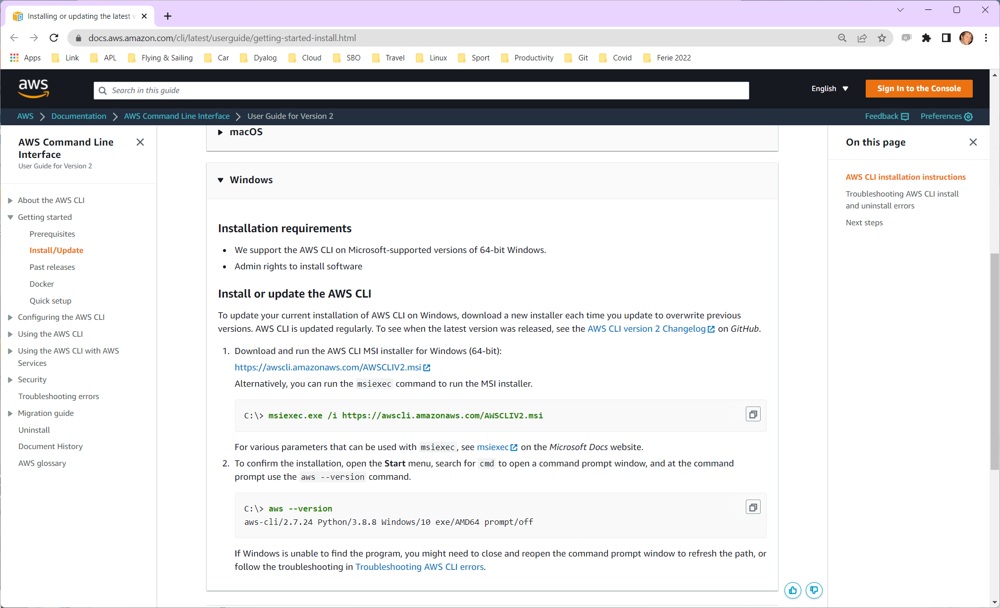 Installing or updating the latest v
docs.aws.amazon.com/cli/latest/userguide/getting-started-install.html
Apps Link APL Flying & Sailing Car Dyalog Cloud SBO Travel Linux Sport Productivity Git Covid Ferie 2022
aws
Search in this guide
English
Sign In to the Console
AWS Documentation AWS Command Line Interface User Guide for Version 2
Feedback Preferences
AWS Command Line
Interface
User Guide for Version 2
About the AWS CLI
Getting started
Prerequisites
Install/Update
Past releases
Docker
Quick setup
Configuring the AWS CLI
Using the AWS CLI
Using the AWS CLI with AWS
Services
Security
Troubleshooting errors
Migration guide
Uninstall
Document History
AWS glossary
macOS
Windows
Installation requirements
• We support the AWS CLI on Microsoft-supported versions of 64-bit Windows.
• Admin rights to install software
Install or update the AWS CLI
To update your current installation of AWS CLI on Windows, download a new installer each time you update to overwrite previous
versions. AWS CLI is updated regularly. To see when the latest version was released, see the AWS CLI version 2 Changelog on GitHub.
1. Download and run the AWS CLI MSI installer for Windows (64-bit):
https://awscli.amazonaws.com/AWSCLIV2.msi
Alternatively, you can run the msiexec command to run the MSI installer.
C:\> msiexec.exe /i https://awscli.amazonaws.com/AWSCLIV2.msi
For various parameters that can be used with msiexec, see msiexec on the Microsoft Docs website.
2. To confirm the installation, open the Start menu, search for cmd to open a command prompt window, and at the command
prompt use the aws --version command.
C:\> aws --version
aws-cli/2.7.24 Python/3.8.8 Windows/10 exe/AMD64 prompt/off
If Windows is unable to find the program, you might need to close and reopen the command prompt window to refresh the path, or
follow the troubleshooting in Troubleshooting AWS CLI errors.
On this page
AWS CLI installation instructions
Troubleshooting AWS CLI install
and uninstall errors
Next steps